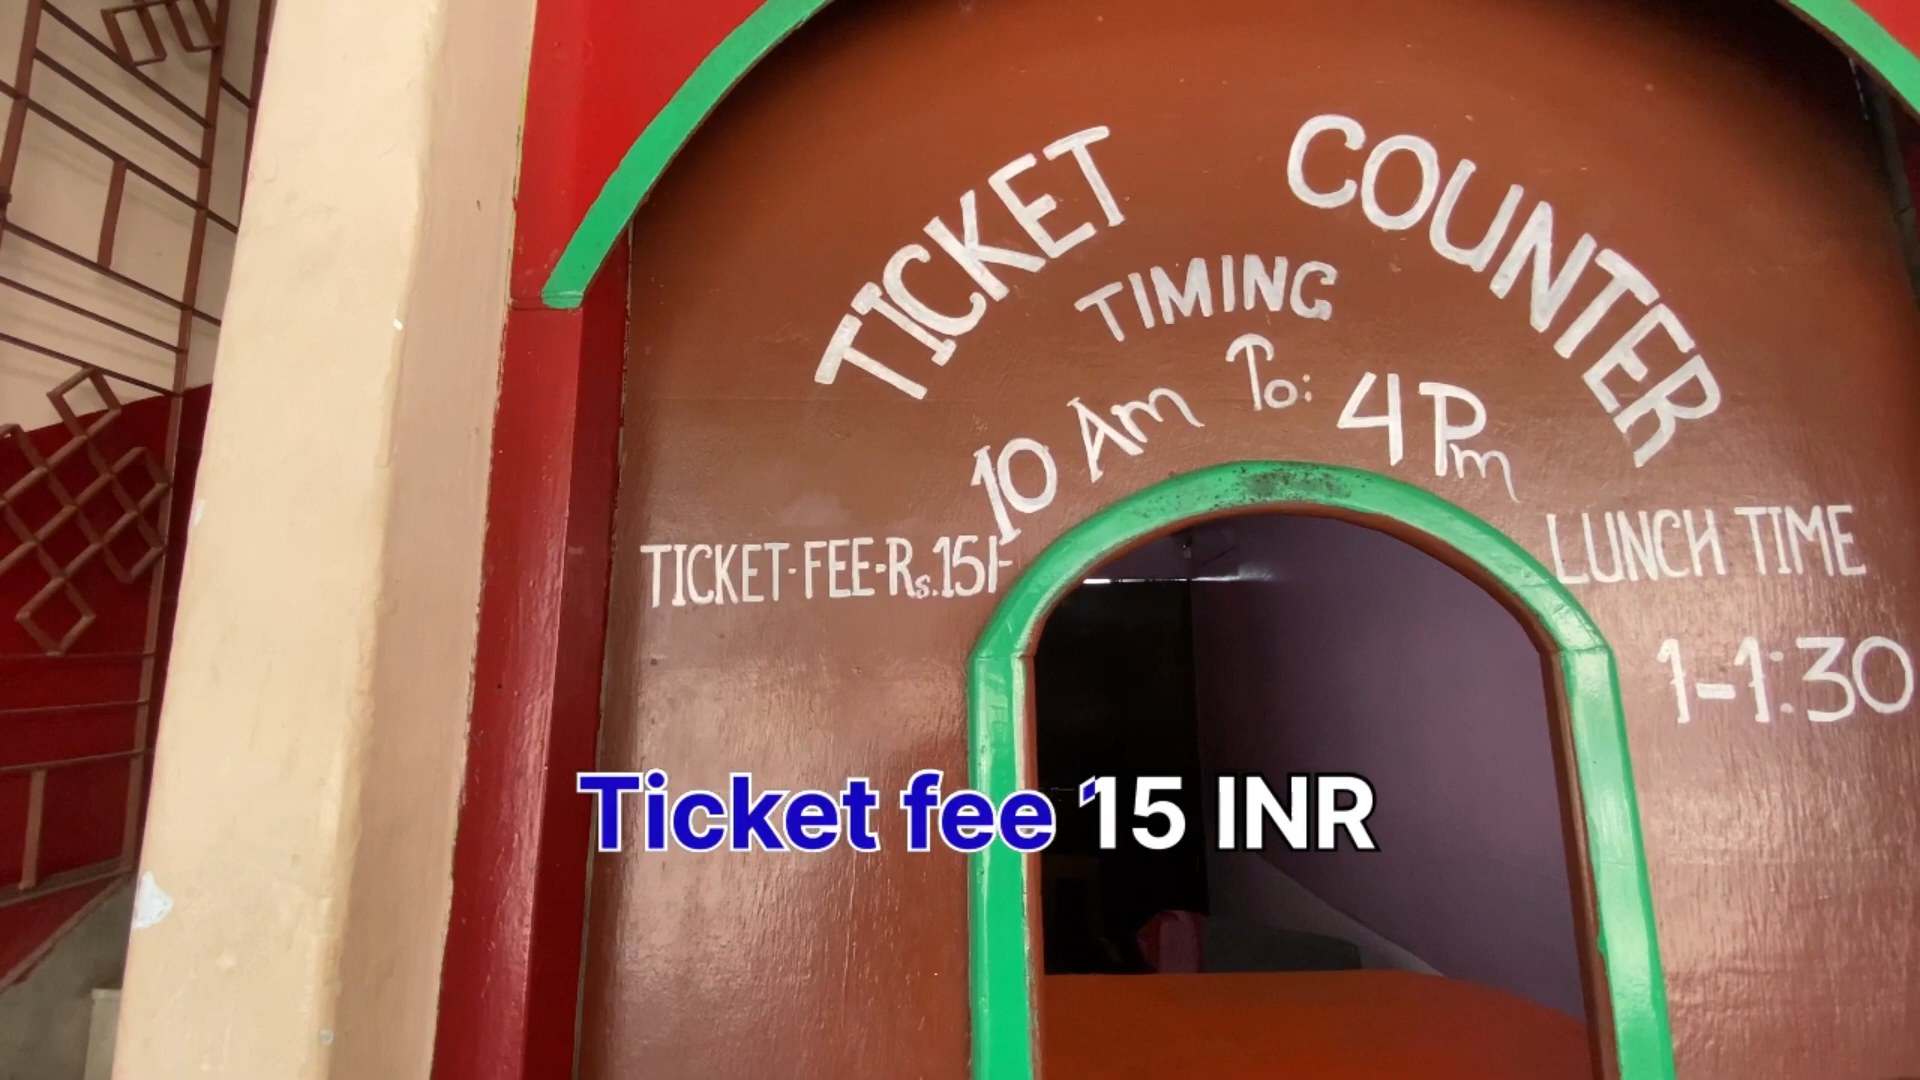 TICKET COUNTER
TIMING
10 Am To: 4 Pm
TICKET-FEE-Rs.15/-
LUNCH TIME
1-1:30
Ticket fee 15 INR